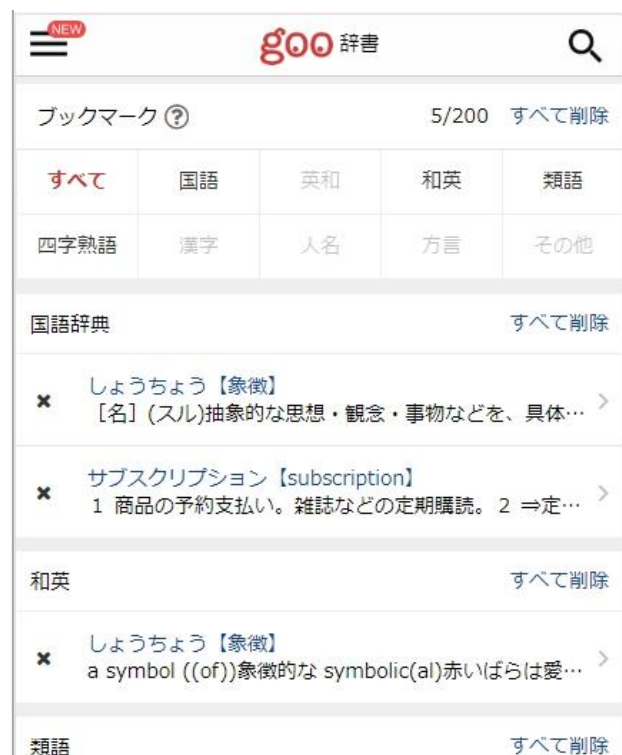 NEW
goo 辞書
ブックマーク ? 5/200 すべて削除
すべて 国語 英和 和英 類語
四字熟語 漢字 人名 方言 その他
国語辞典 すべて削除
しょうちょう【象徴】
［名］(スル)抽象的な思想・観念・事物などを、具体…
サブスクリプション【subscription】
1 商品の予約支払い。雑誌などの定期購読。2 ⇒定…
和英 すべて削除
しょうちょう【象徴】
a symbol ((of))象徴的な symbolic(al)赤いばらは愛…
類語 すべて削除